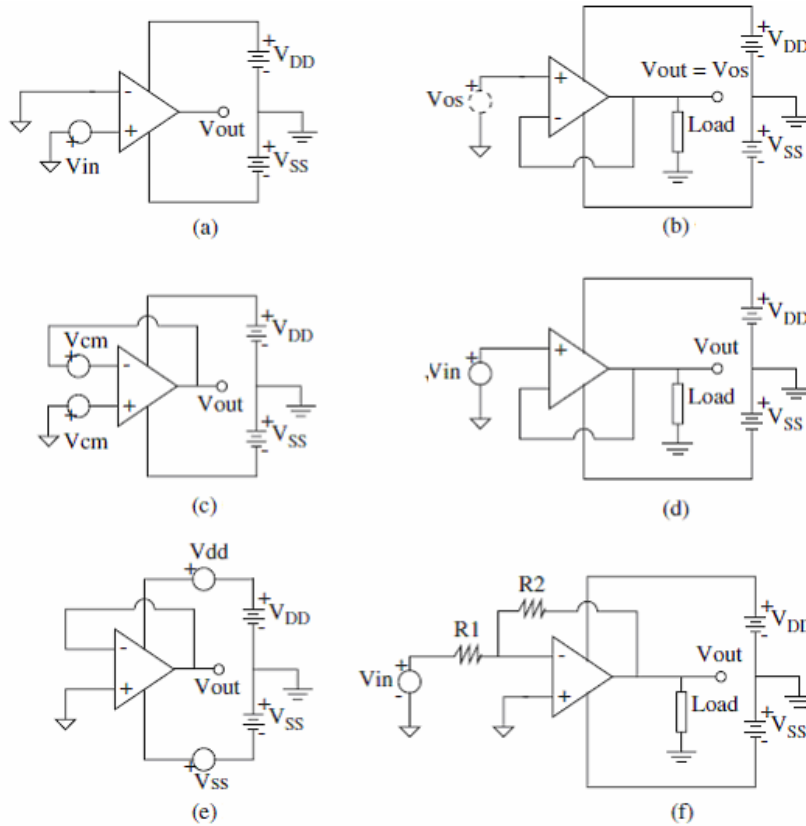 +
V_DD
-
-
+
Vout
+
Vin
+
V_SS
-
(a)
+
V_DD
-
Vout = Vos
+
Vos
+
-
Load
+
V_SS
-
(b)
Vcm
+
-
+
+
Vcm
Vout
+
V_DD
-
+
V_SS
-
(c)
+
V_DD
-
+
Vin
+
-
Vout
Load
+
V_SS
-
(d)
Vdd
+
+
V_DD
-
-
+
Vout
+
V_SS
-
+
Vss
(e)
R2
R1
+
V_DD
-
Vin
+
-
-
+
Vout
Load
+
V_SS
-
(f)